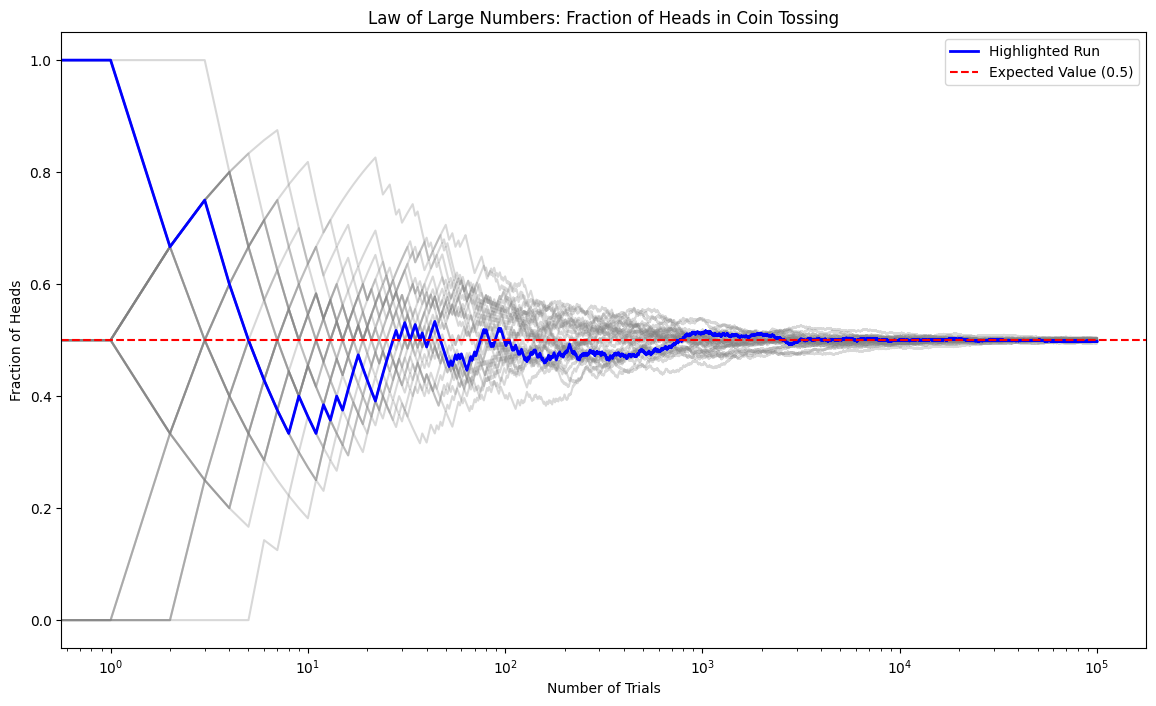 Law of Large Numbers: Fraction of Heads in Coin Tossing
Highlighted Run
Expected Value (0.5)
Fraction of Heads
1.0
0.8
0.6
0.4
0.2
0.0
10⁰
10¹
10²
10³
10⁴
10⁵
Number of Trials